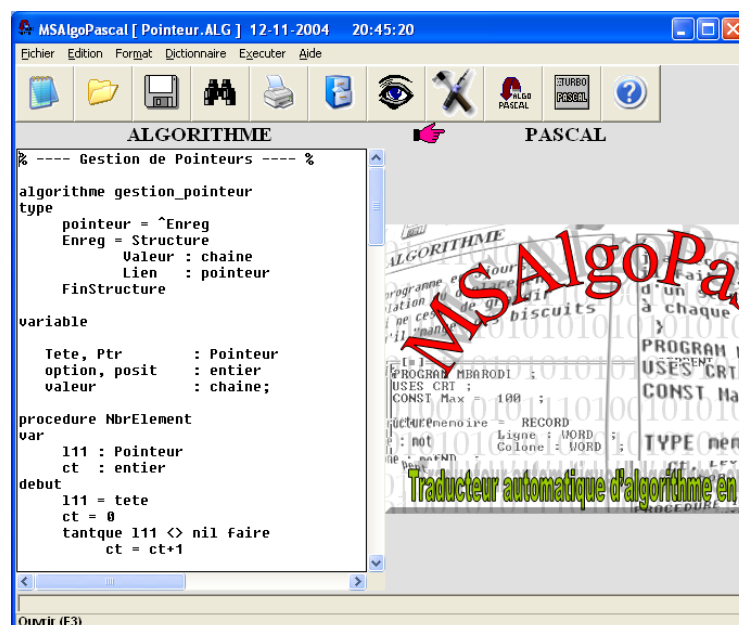 MSAlgoPascal [ Pointeur.ALG ] 12-11-2004 20:45:20
Fichier Edition Format Dictionnaire Executer Aide
ALGO
PASCAL
TURBO
PASCAL
ALGORITHME
PASCAL
% ---- Gestion de Pointeurs ---- %
algorithme gestion_pointeur
type
pointeur = ^Enreg
Enreg = Structure
Valeur : chaine
Lien : pointeur
FinStructure
variable
Tete, Ptr : Pointeur
option, posit : entier
valeur : chaine;
procedure NbrElement
var
l11 : Pointeur
ct : entier
debut
l11 = tete
ct = 0
tantque l11 <> nil faire
ct = ct+1
ALGORITHME
MSAlgoPas
biscuits
à chaque
PROGRAM MBARODI ;
USES CRT ;
CONST Max = 100 ;
= RECORD
Ligne : WORD ;
Colone : WORD ;
PROGRAM
USES CRT
CONST Ma
TYPE mem
Traducteur automatique d'algorithme en
Ouvrir (F3)